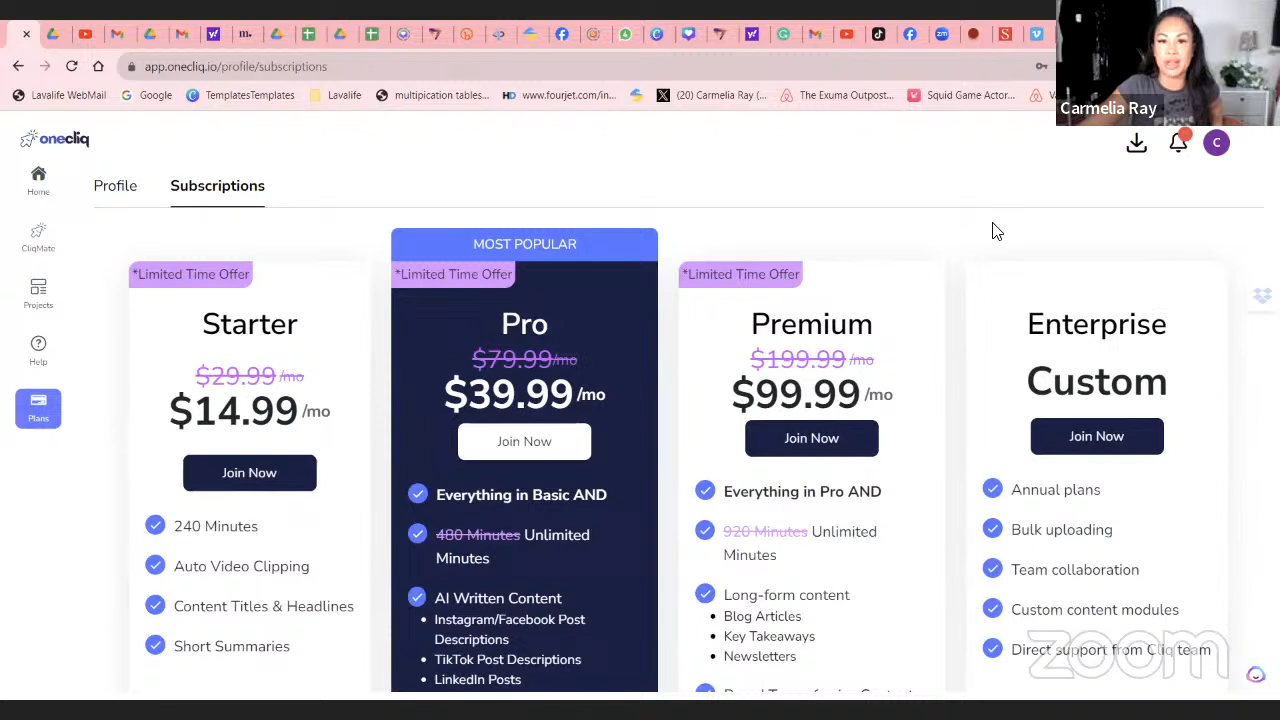 app.onecliq.io/profile/subscriptions
Lavalife WebMail
Google
TemplatesTemplates
Lavalife
multipication tables...
HD www.fourjet.com/in...
X (20) Carmelia Ray (...
The Exuma Outpost...
Squid Game Actor...
Carmelia Ray
onecliq
C
Home
CliqMate
Projects
Help
Plans
Profile
Subscriptions
*Limited Time Offer
Starter
$29.99 /mo
$14.99 /mo
Join Now
240 Minutes
Auto Video Clipping
Content Titles & Headlines
Short Summaries
MOST POPULAR
*Limited Time Offer
Pro
$79.99/mo
$39.99 /mo
Join Now
Everything in Basic AND
480 Minutes Unlimited
Minutes
AI Written Content
• Instagram/Facebook Post
Descriptions
• TikTok Post Descriptions
• LinkedIn Posts
*Limited Time Offer
Premium
$199.99 /mo
$99.99 /mo
Join Now
Everything in Pro AND
920 Minutes Unlimited
Minutes
Long-form content
• Blog Articles
• Key Takeaways
• Newsletters
Enterprise
Custom
Join Now
Annual plans
Bulk uploading
Team collaboration
Custom content modules
Direct support from Cliq team
zoom